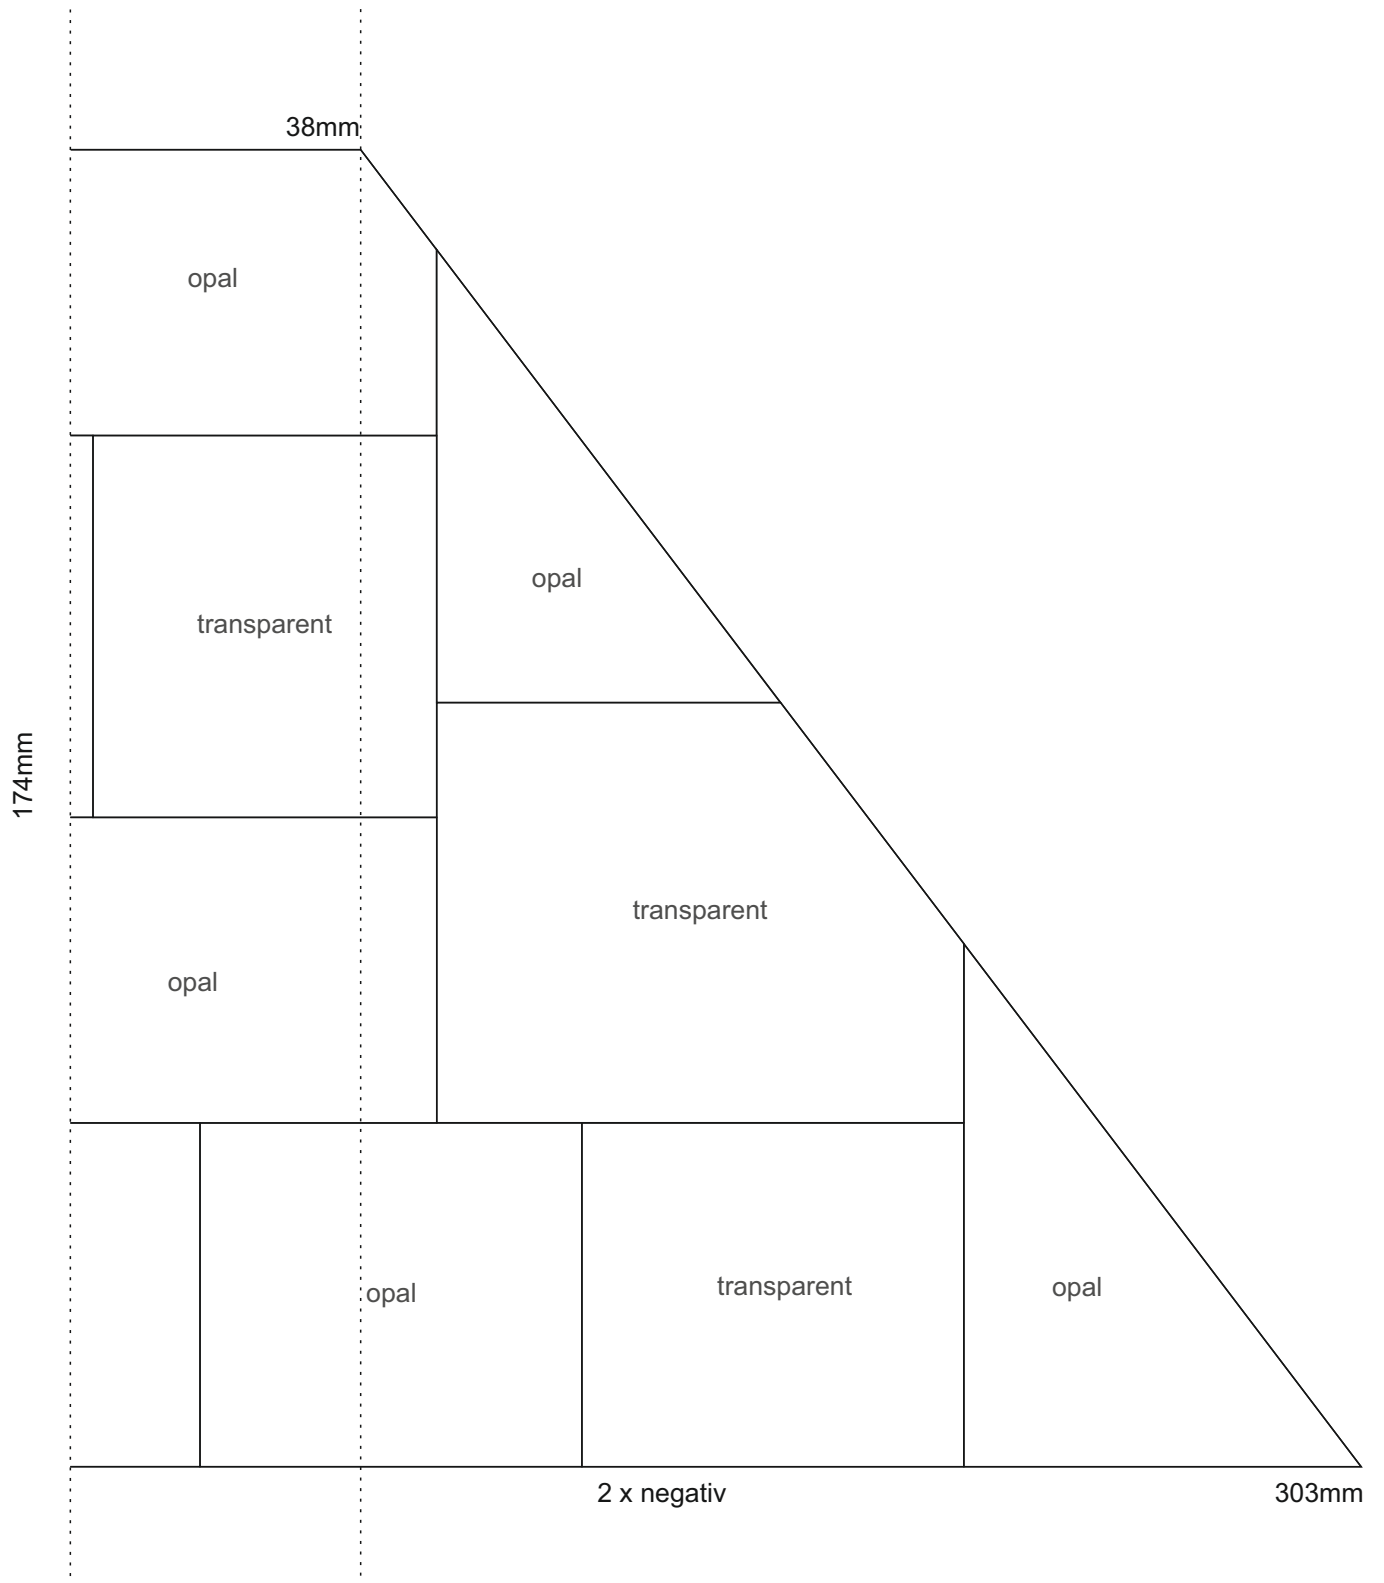 38mm
opal
opal
transparent
174mm
transparent
opal
opal
transparent
opal
2 x negativ
303mm